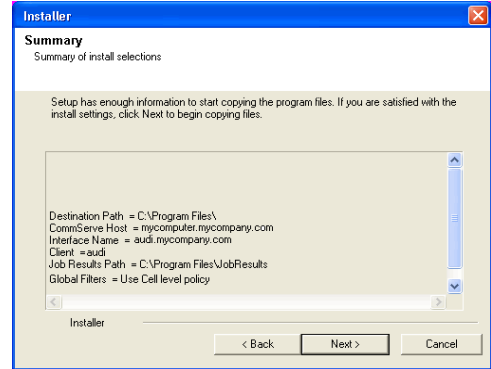 Installer
Summary
Summary of install selections
Setup has enough information to start copying the program files. If you are satisfied with the
install settings, click Next to begin copying files.
Destination Path = C:\Program Files\
CommServe Host = mycomputer.mycompany.com
Interface Name = audi.mycompany.com
Client =audi
Job Results Path = C:\Program Files\JobResults
Global Filters = Use Cell level policy
Installer
< Back Next > Cancel